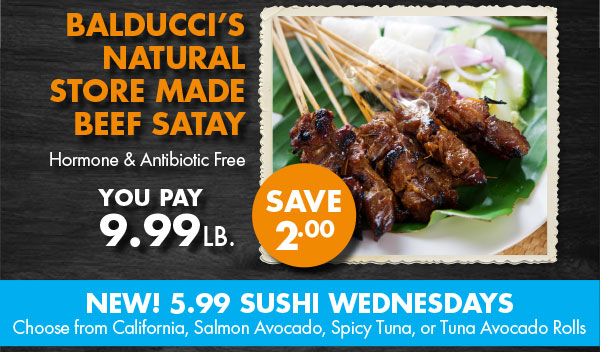 BALDUCCI'S
NATURAL
STORE MADE
BEEF SATAY
Hormone & Antibiotic Free
YOU PAY
9.99LB.
SAVE
2.00
NEW! 5.99 SUSHI WEDNESDAYS
Choose from California, Salmon Avocado, Spicy Tuna, or Tuna Avocado Rolls